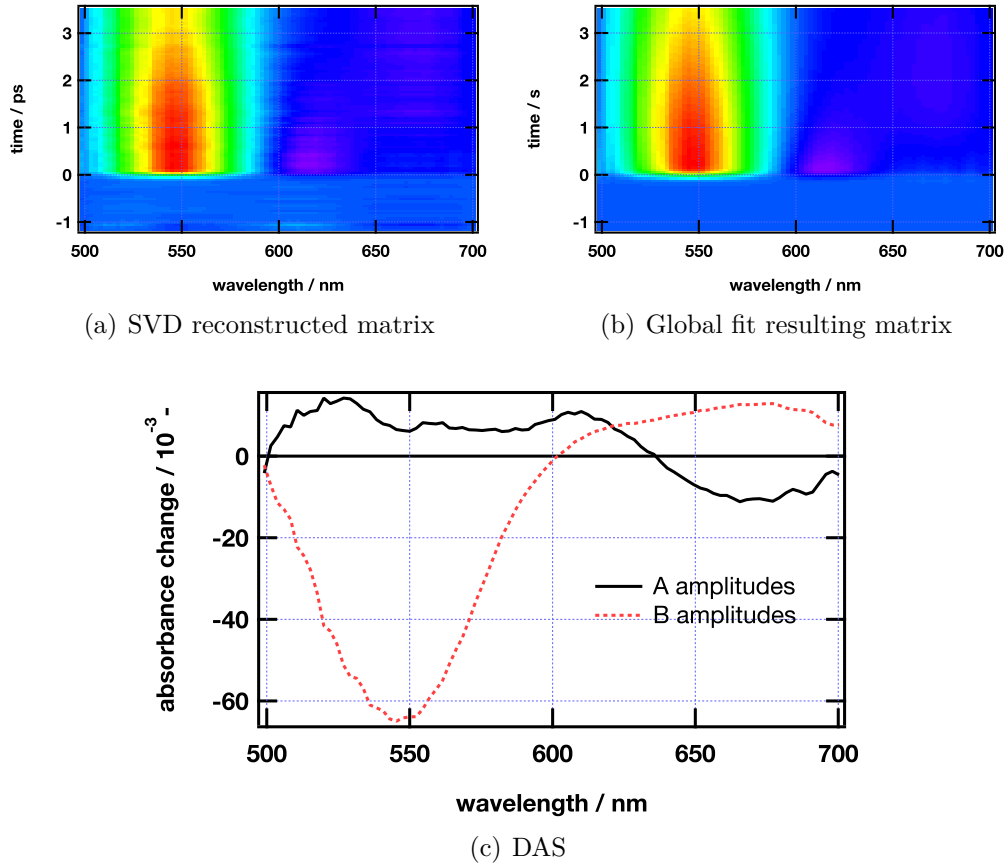 3
2
1
0
-1
time / ps
500
550
600
650
700
wavelength / nm
(a) SVD reconstructed matrix
3
2
1
0
-1
time / s
500
550
600
650
700
wavelength / nm
(b) Global fit resulting matrix
0
-20
-40
-60
absorbance change / 10-3 -
A amplitudes
B amplitudes
500
550
600
650
700
wavelength / nm
(c) DAS